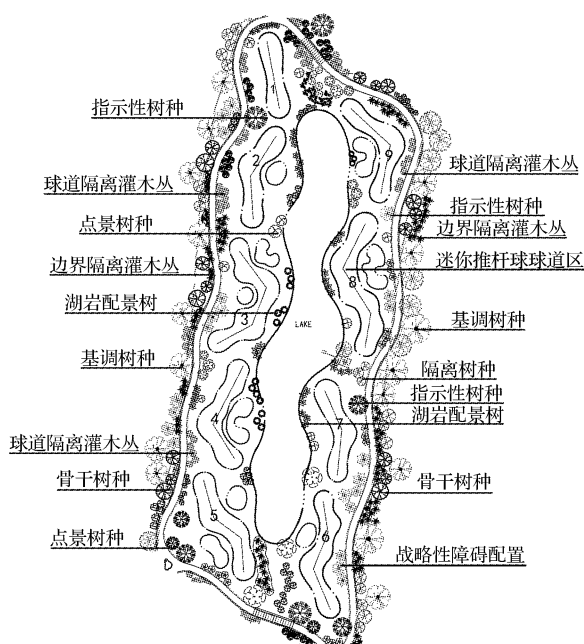 1
指示性树种
2
9
球道隔离灌木丛
球道隔离灌木丛
指示性树种
点景树种
边界隔离灌木丛
边界隔离灌木丛
迷你推杆球球道区
8
湖岩配景树
3
LAKE
基调树种
基调树种
隔离树种
指示性树种
湖岩配景树
4
7
球道隔离灌木丛
骨干树种
骨干树种
5
点景树种
6
战略性障碍配置